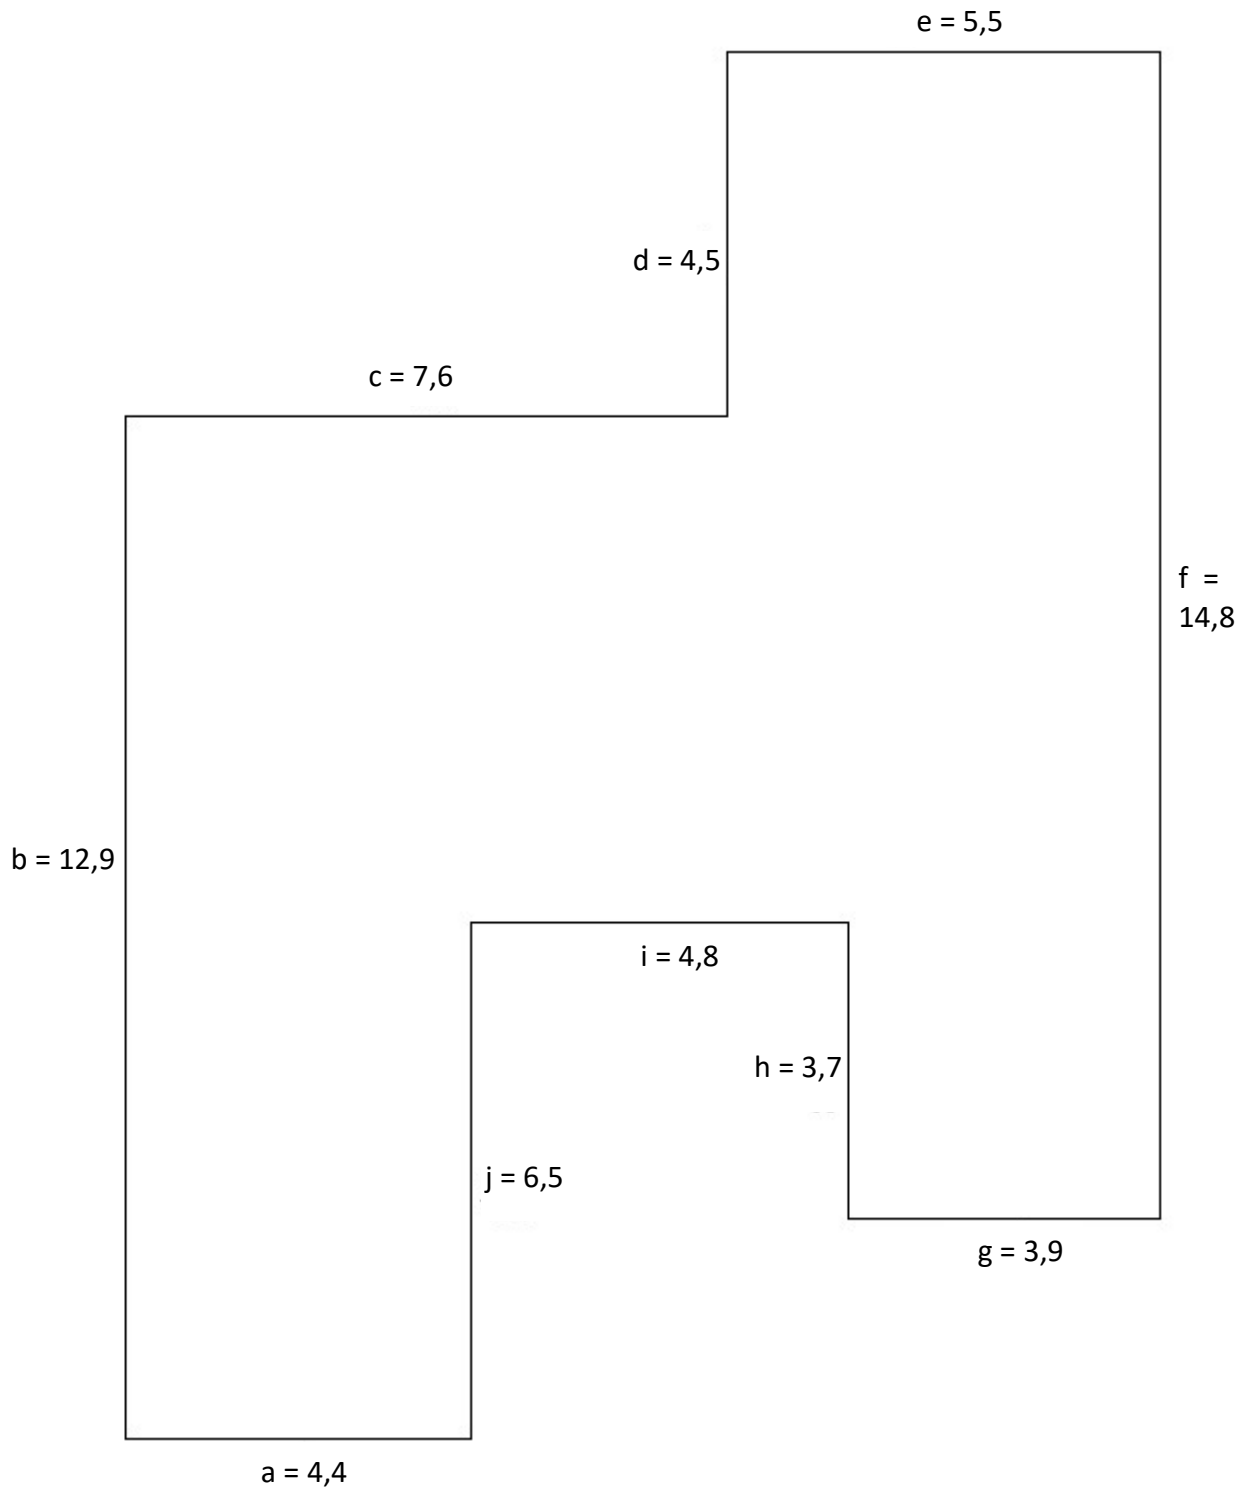 e = 5,5
d = 4,5
c = 7,6
f =
14,8
b = 12,9
i = 4,8
h = 3,7
j = 6,5
g = 3,9
a = 4,4